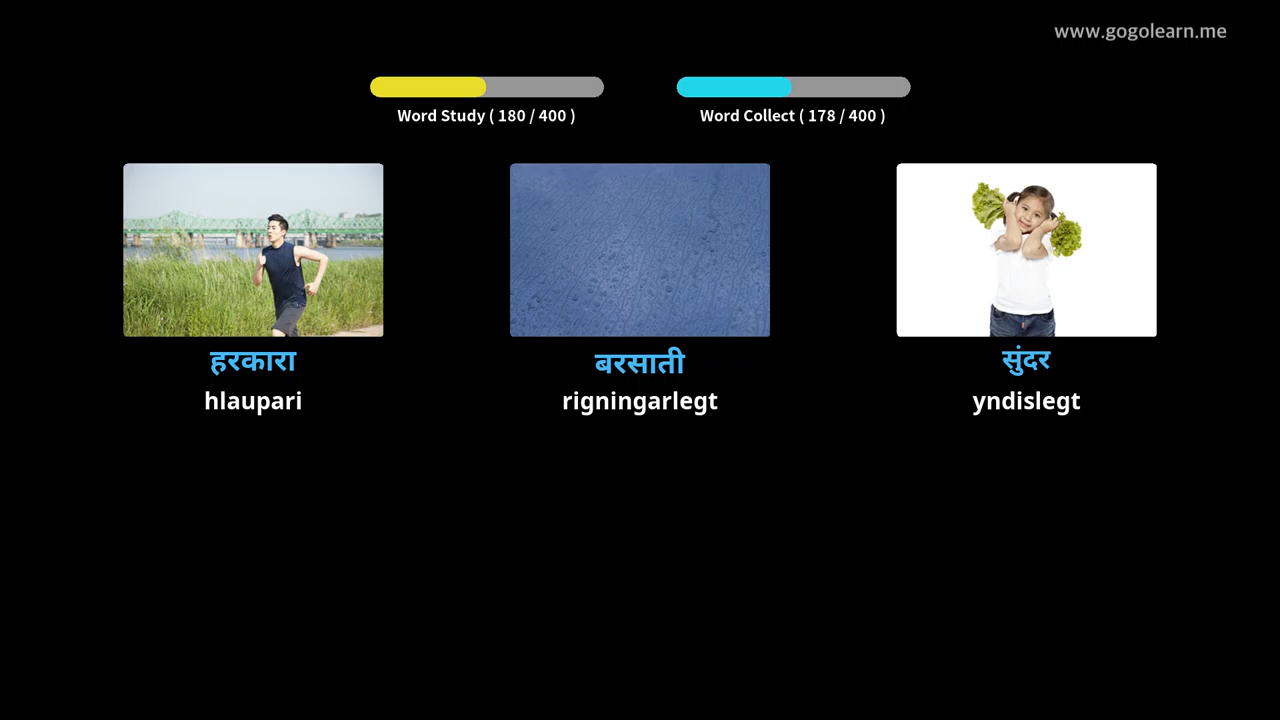 www.gogolearn.me
Word Study ( 180 / 400 )
Word Collect ( 178 / 400 )
हरकारा
बरसाती
सुंदर
hlaupari
rigningarlegt
yndislegt